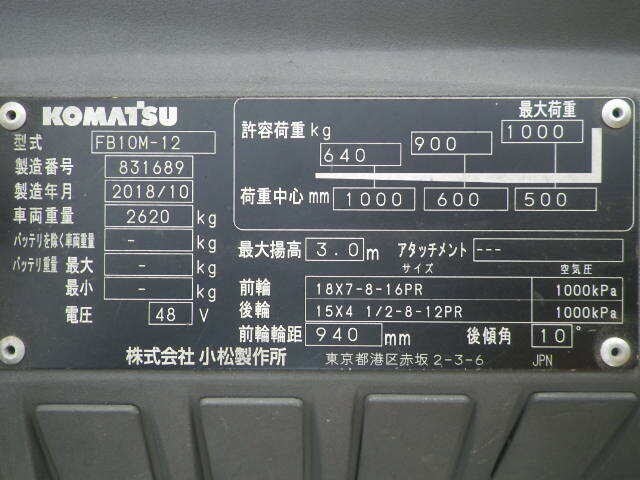 KOMATSU
型式 FB10M-12
製造番号 831689
製造年月 2018/10
車両重量 2620 kg
バッテリを除く車両重量 - kg
バッテリ重量 最大 - kg
最小 - kg
電圧 48 V
株式会社 小松製作所
最大荷重
許容荷重 kg 640 900 1000
荷重中心 mm 1000 600 500
最大揚高 3.0 m アタッチメント ---
サイズ 空気圧
前輪 18X7-8-16PR 1000kPa
後輪 15X4 1/2-8-12PR 1000kPa
前輪輪距 940 mm 後傾角 10°
東京都港区赤坂 2-3-6 JPN